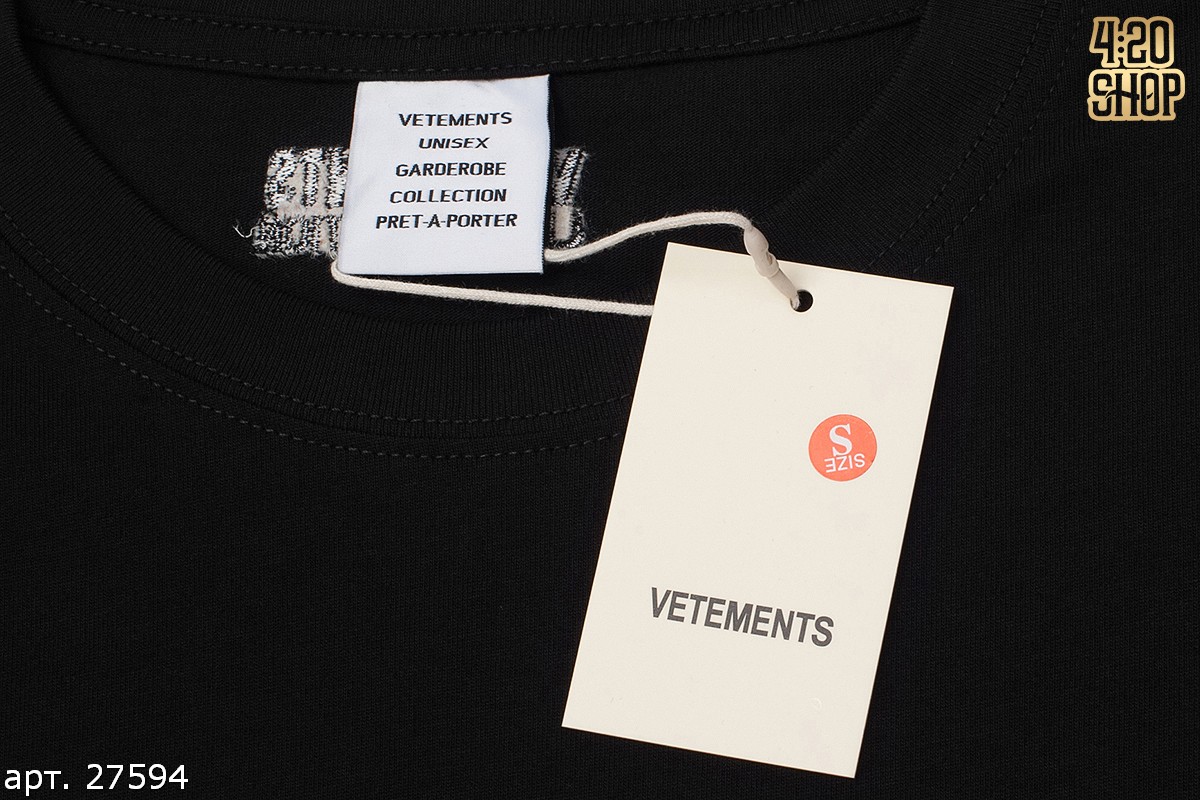 4:20
SHOP
VETEMENTS
UNISEX
GARDEROBE
COLLECTION
PRET-A-PORTER
S
SIZE
VETEMENTS
арт. 27594